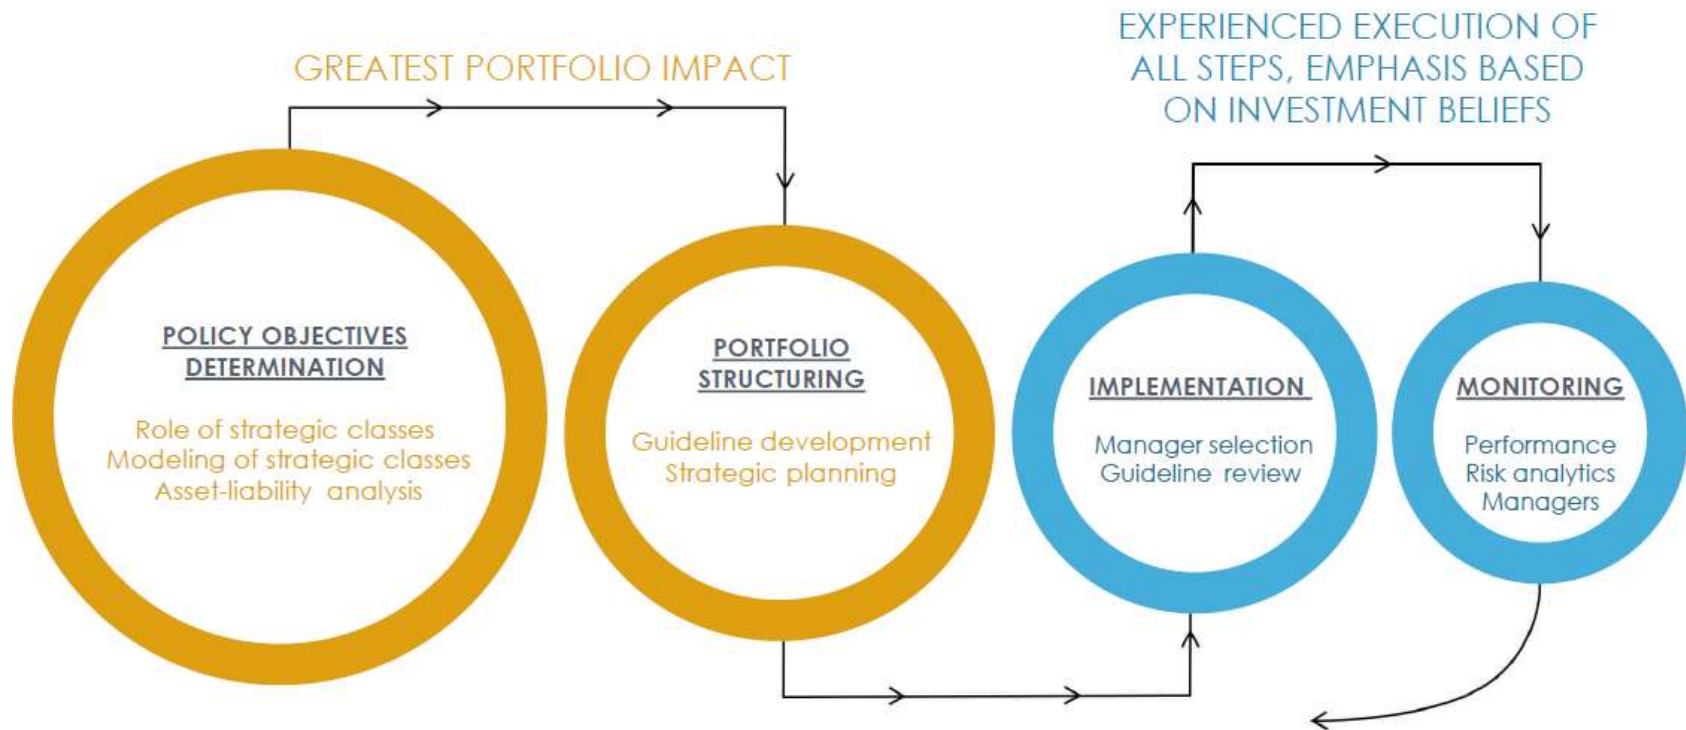 GREATEST PORTFOLIO IMPACT
EXPERIENCED EXECUTION OF
ALL STEPS, EMPHASIS BASED
ON INVESTMENT BELIEFS
POLICY OBJECTIVES
DETERMINATION
Role of strategic classes
Modeling of strategic classes
Asset-liability analysis
PORTFOLIO
STRUCTURING
Guideline development
Strategic planning
IMPLEMENTATION
Manager selection
Guideline review
MONITORING
Performance
Risk analytics
Managers